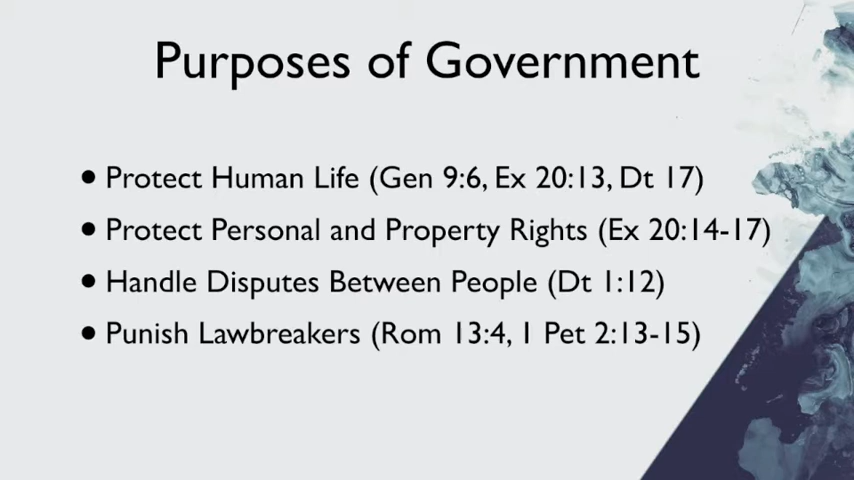 Purposes of Government
• Protect Human Life (Gen 9:6, Ex 20:13, Dt 17)
• Protect Personal and Property Rights (Ex 20:14-17)
• Handle Disputes Between People (Dt 1:12)
• Punish Lawbreakers (Rom 13:4, 1 Pet 2:13-15)